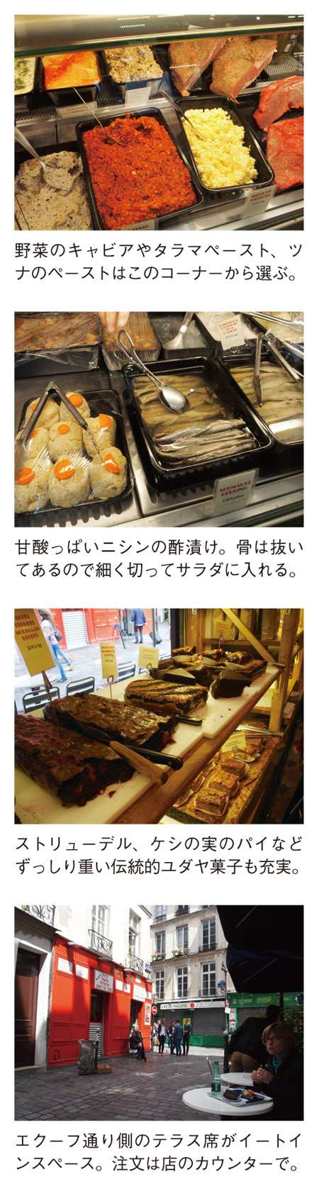 野菜のキャビアやタラマペースト、ツ
ナのペーストはこのコーナーから選ぶ。
甘酸っぱいニシンの酢漬け。骨は抜い
てあるので細く切ってサラダに入れる。
ストリューデル、ケシの実のパイなど
ずっしり重い伝統的ユダヤ菓子も充実。
エクーフ通り側のテラス席がイートイ
ンスペース。注文は店のカウンターで。